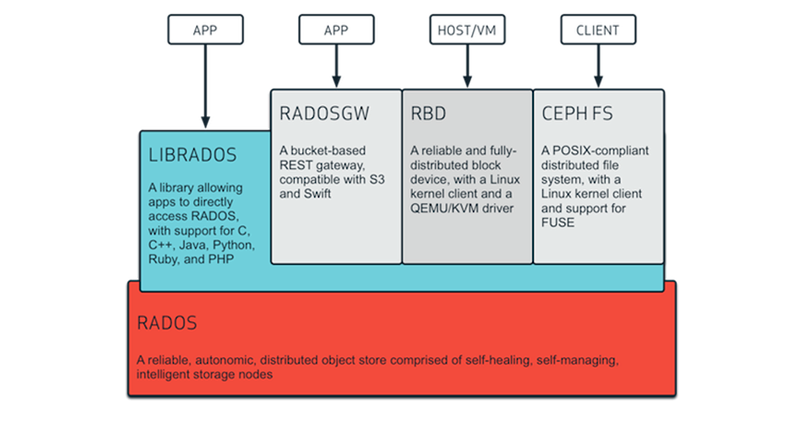 APP
APP
HOST/VM
CLIENT
LIBRADOS
A library allowing
apps to directly
access RADOS,
with support for C,
C++, Java, Python,
Ruby, and PHP
RADOSGW
A bucket-based
REST gateway,
compatible with S3
and Swift
RBD
A reliable and fully-
distributed block
device, with a Linux
kernel client and a
QEMU/KVM driver
CEPH FS
A POSIX-compliant
distributed file
system, with a
Linux kernel client
and support for
FUSE
RADOS
A reliable, autonomic, distributed object store comprised of self-healing, self-managing,
intelligent storage nodes